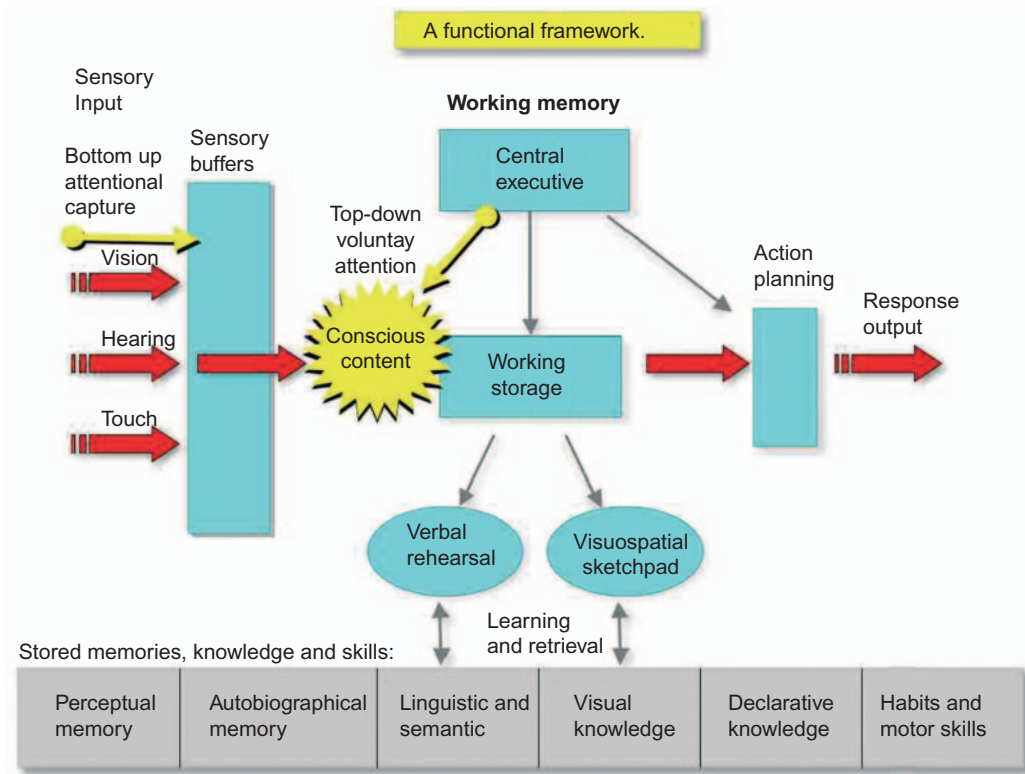 A functional framework.
Sensory
Input
Working memory
Bottom up
attentional
capture
Sensory
buffers
Central
executive
Top-down
voluntay
attention
Vision
Action
planning
Response
output
Hearing
Conscious
content
Working
storage
Touch
Verbal
rehearsal
Visuospatial
sketchpad
Learning
and retrieval
Stored memories, knowledge and skills:
Perceptual
memory
Autobiographical
memory
Linguistic and
semantic
Visual
knowledge
Declarative
knowledge
Habits and
motor skills